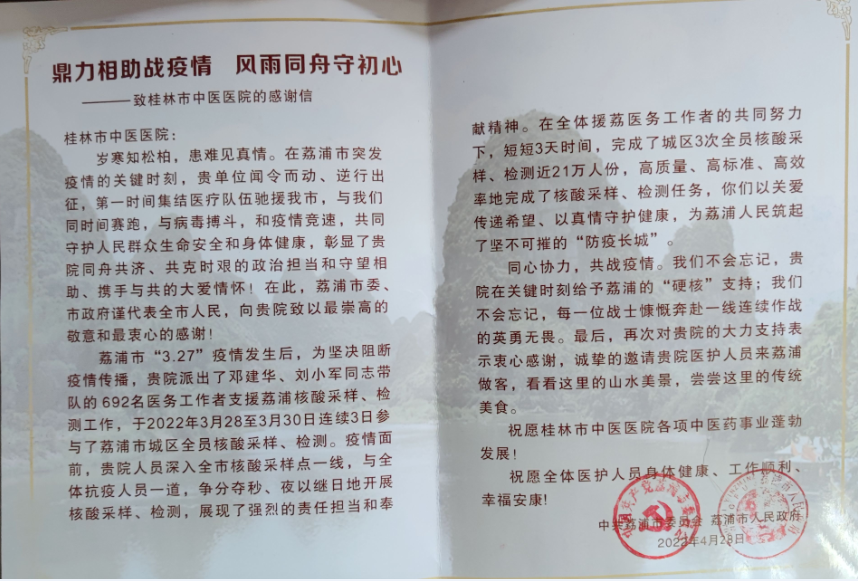 鼎力相助战疫情 风雨同舟守初心
———致桂林市中医医院的感谢信
桂林市中医医院：
岁寒知松柏，患难见真情。在荔浦市突发
疫情的关键时刻，贵单位闻令而动、逆行出
征，第一时间集结医疗队伍驰援我市，与我们
同时间赛跑，与病毒搏斗，和疫情竞速，共同
守护人民群众生命安全和身体健康，彰显了贵
院同舟共济、共克时艰的政治担当和守望相
助、携手与共的大爱情怀！在此，荔浦市委、
市政府谨代表全市人民，向贵院致以最崇高的
敬意和最衷心的感谢！
荔浦市“3.27”疫情发生后，为坚决阻断
疫情传播，贵院派出了邓建华、刘小军同志带
队的692名医务工作者支援荔浦核酸采样、检
测工作，于2022年3月28至3月30日连续3日参
与了荔浦市城区全员核酸采样、检测。疫情面
前，贵院人员深入全市核酸采样点一线，与全
体抗疫人员一道，争分夺秒、夜以继日地开展
核酸采样、检测，展现了强烈的责任担当和奉
献精神。在全体援荔医务工作者的共同努力
下，短短3天时间，完成了城区3次全员核酸采
样、检测近21万人份，高质量、高标准、高效
率地完成了核酸采样、检测任务，你们以关爱
传递希望、以真情守护健康，为荔浦人民筑起
了坚不可摧的“防疫长城”。
同心协力，共战疫情。我们不会忘记，贵
院在关键时刻给予荔浦的“硬核”支持；我们
不会忘记，每一位战士慷慨奔赴一线连续作战
的英勇无畏。最后，再次对贵院的大力支持表
示衷心感谢，诚挚的邀请贵院医护人员来荔浦
做客，看看这里的山水美景，尝尝这里的传统
美食。
祝愿桂林市中医医院各项中医药事业蓬勃
发展！
祝愿全体医护人员身体健康、工作顺利、
幸福安康！
中共荔浦市委员会 荔浦市人民政府
2022年4月28日